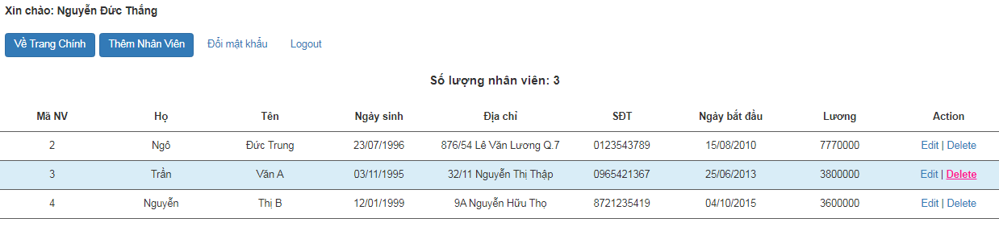 Xin chào: Nguyễn Đức Thắng
Về Trang Chính Thêm Nhân Viên Đổi mật khẩu Logout
Số lượng nhân viên: 3
Mã NV Họ Tên Ngày sinh Địa chỉ SĐT Ngày bắt đầu Lương Action
2 Ngô Đức Trung 23/07/1996 876/54 Lê Văn Lương Q.7 0123543789 15/08/2010 7770000 Edit | Delete
3 Trần Văn A 03/11/1995 32/11 Nguyễn Thị Thập 0965421367 25/06/2013 3800000 Edit | Delete
4 Nguyễn Thị B 12/01/1999 9A Nguyễn Hữu Thọ 8721235419 04/10/2015 3600000 Edit | Delete